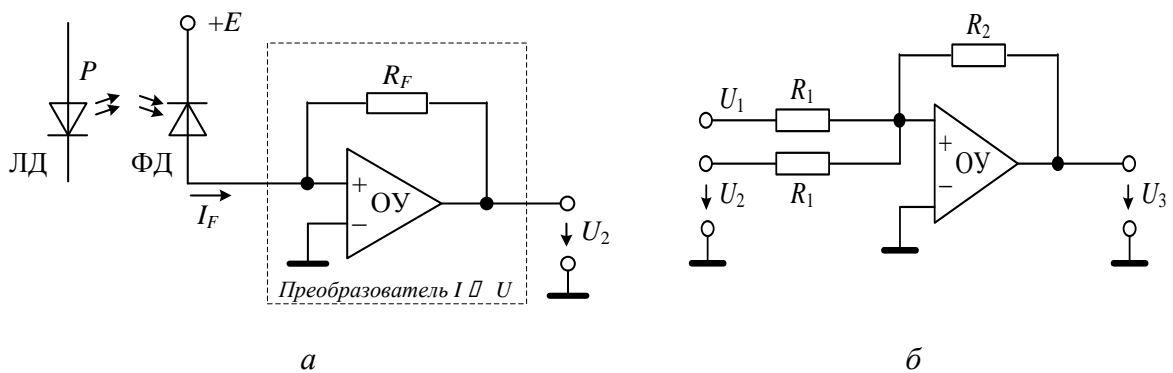 +E
P
R_F
ЛД
ФД
+
ОУ
−
I_F
U_2
Преобразователь I ▯ U
а
R_2
U_1
R_1
+
ОУ
−
U_2
R_1
U_3
б